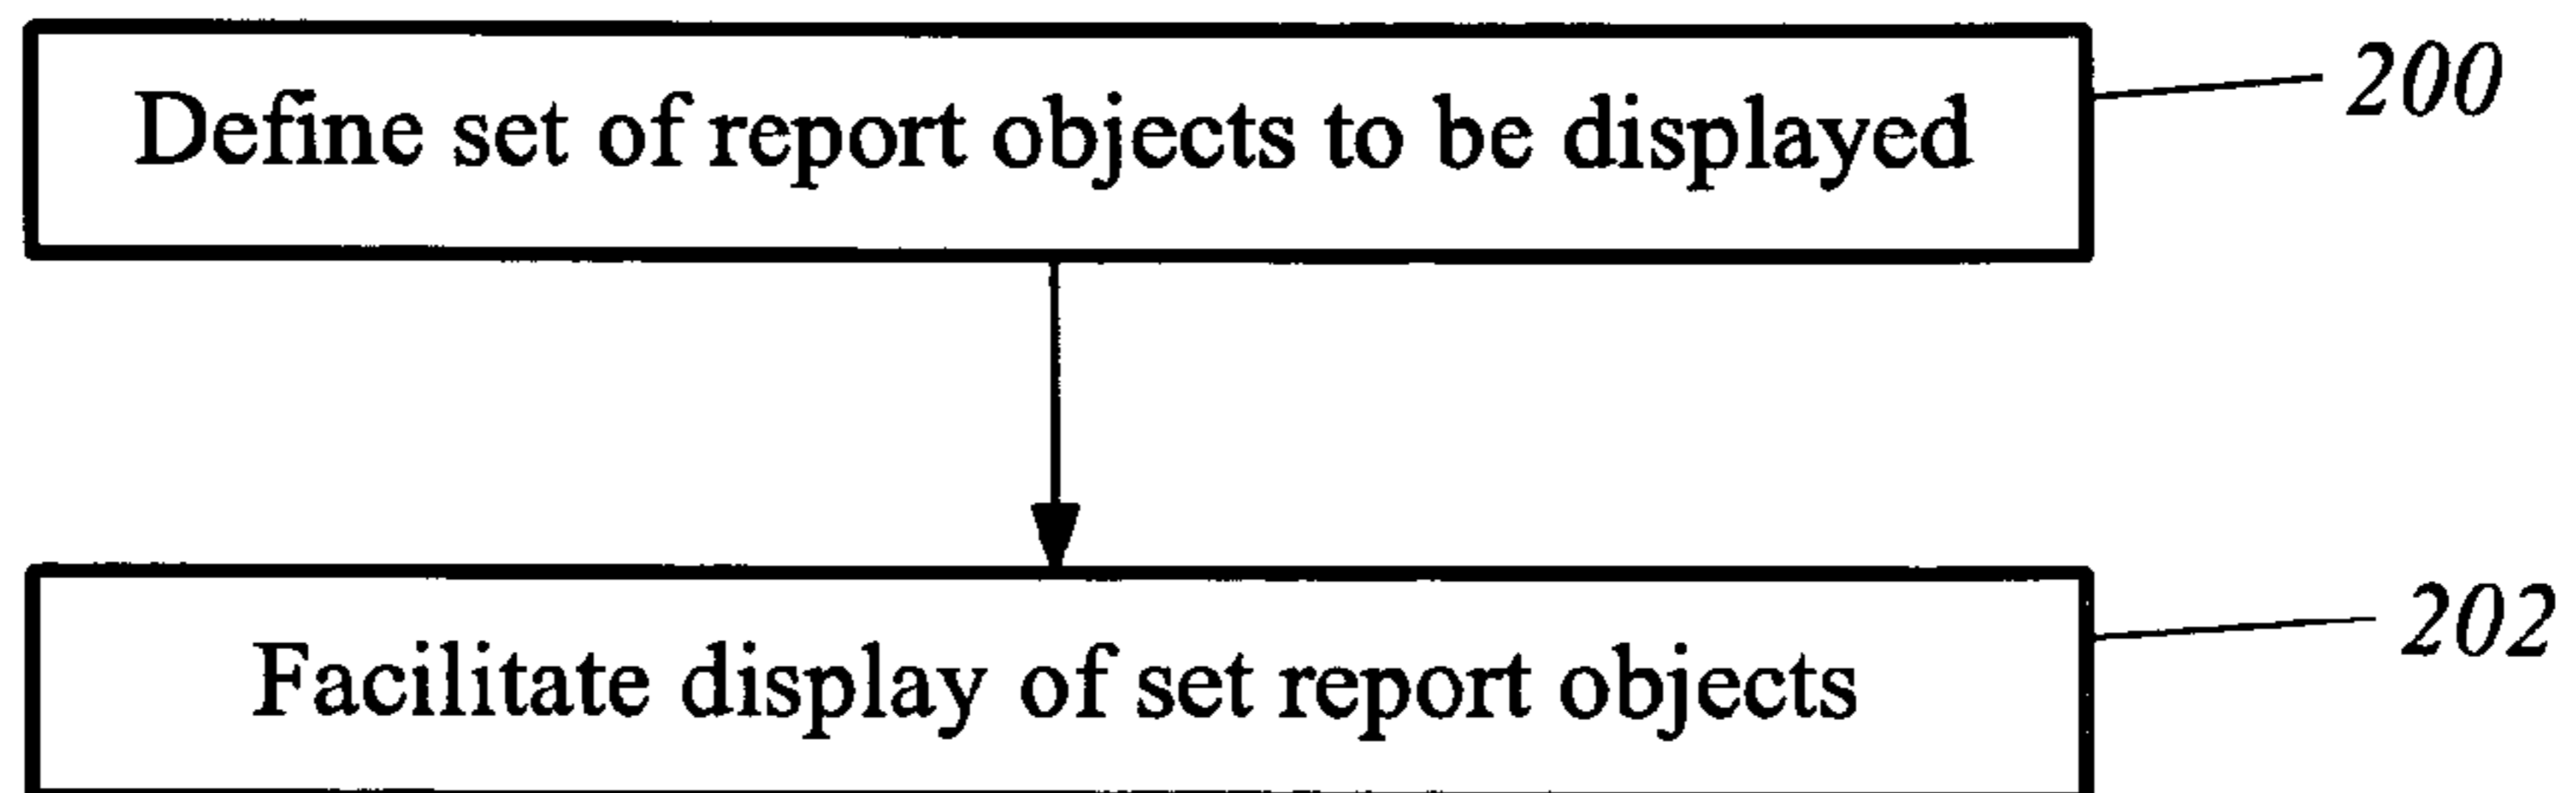 Define set of report objects to be displayed
200
Facilitate display of set report objects
202